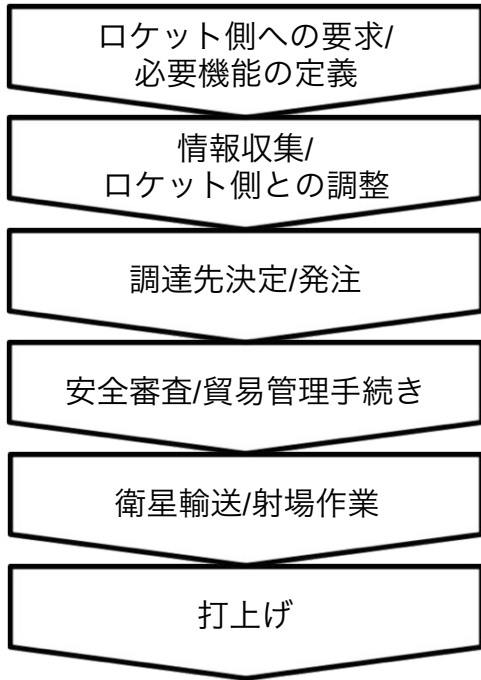 ロケット側への要求/
必要機能の定義
情報収集/
ロケット側との調整
調達先決定/発注
安全審査/貿易管理手続き
衛星輸送/射場作業
打上げ